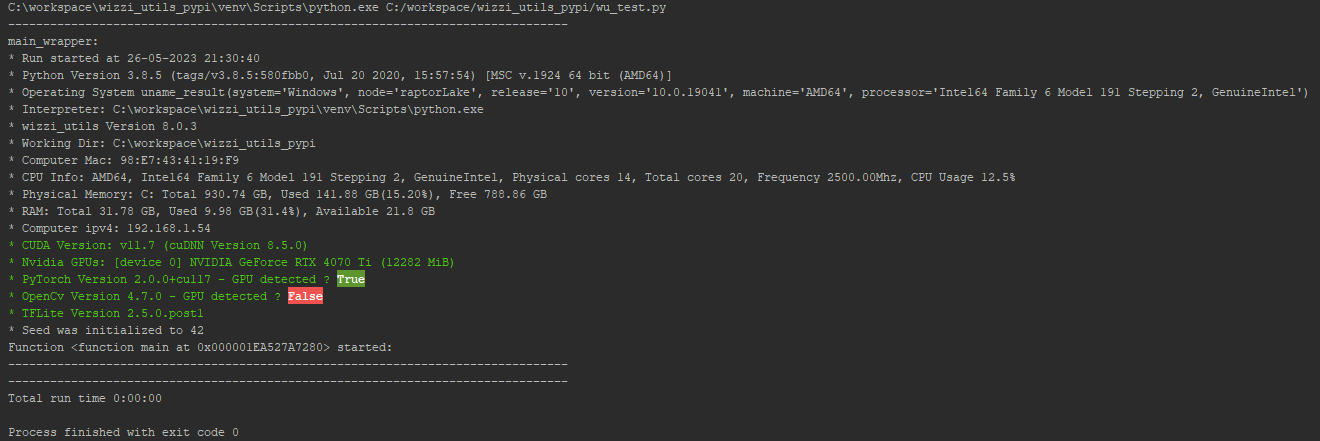 C:\workspace\wizzi_utils_pypi\venv\Scripts\python.exe C:/workspace/wizzi_utils_pypi/wu_test.py
--------------------------------------------------------------------------------
main_wrapper:
* Run started at 26-05-2023 21:30:40
* Python Version 3.8.5 (tags/v3.8.5:580fbb0, Jul 20 2020, 15:57:54) [MSC v.1924 64 bit (AMD64)]
* Operating System uname_result(system='Windows', node='raptorLake', release='10', version='10.0.19041', machine='AMD64', processor='Intel64 Family 6 Model 191 Stepping 2, GenuineIntel')
* Interpreter: C:\workspace\wizzi_utils_pypi\venv\Scripts\python.exe
* wizzi_utils Version 8.0.3
* Working Dir: C:\workspace\wizzi_utils_pypi
* Computer Mac: 98:E7:43:41:19:F9
* CPU Info: AMD64, Intel64 Family 6 Model 191 Stepping 2, GenuineIntel, Physical cores 14, Total cores 20, Frequency 2500.00Mhz, CPU Usage 12.5%
* Physical Memory: C: Total 930.74 GB, Used 141.88 GB(15.20%), Free 788.86 GB
* RAM: Total 31.78 GB, Used 9.98 GB(31.4%), Available 21.8 GB
* Computer ipv4: 192.168.1.54
* CUDA Version: v11.7 (cuDNN Version 8.5.0)
* Nvidia GPUs: [device 0] NVIDIA GeForce RTX 4070 Ti (12282 MiB)
* PyTorch Version 2.0.0+cu117 - GPU detected ? True
* OpenCv Version 4.7.0 - GPU detected ? False
* TFLite Version 2.5.0.post1
* Seed was initialized to 42
Function <function main at 0x000001EA527A7280> started:
--------------------------------------------------------------------------------
--------------------------------------------------------------------------------
Total run time 0:00:00
Process finished with exit code 0